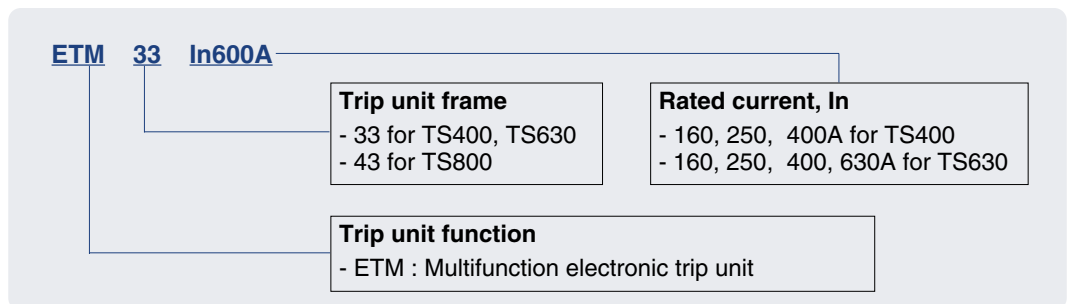 ETM 33 In600A
Trip unit frame
- 33 for TS400, TS630
- 43 for TS800
Rated current, In
- 160, 250, 400A for TS400
- 160, 250, 400, 630A for TS630
Trip unit function
- ETM : Multifunction electronic trip unit